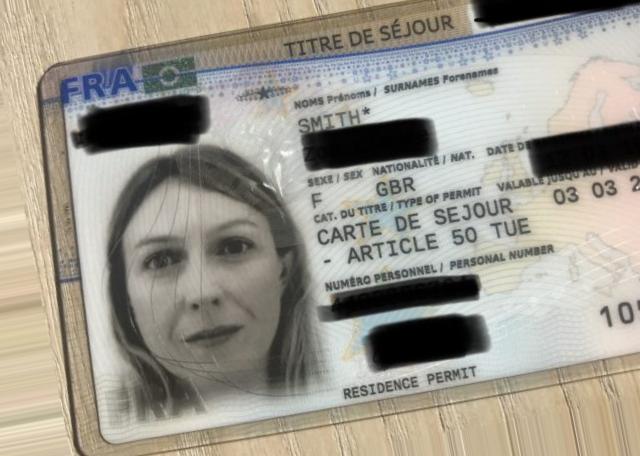 TITRE DE SÉJOUR
FRA
NOMS Prénoms / SURNAMES Forenames
SMITH*
SEXE / SEX NATIONALITÉ / NAT. DATE DE
F GBR
CAT. DU TITRE / TYPE OF PERMIT VALABLE JUSQU'AU / VALID
03 03 2
CARTE DE SEJOUR
- ARTICLE 50 TUE
NUMÉRO PERSONNEL / PERSONAL NUMBER
RESIDENCE PERMIT